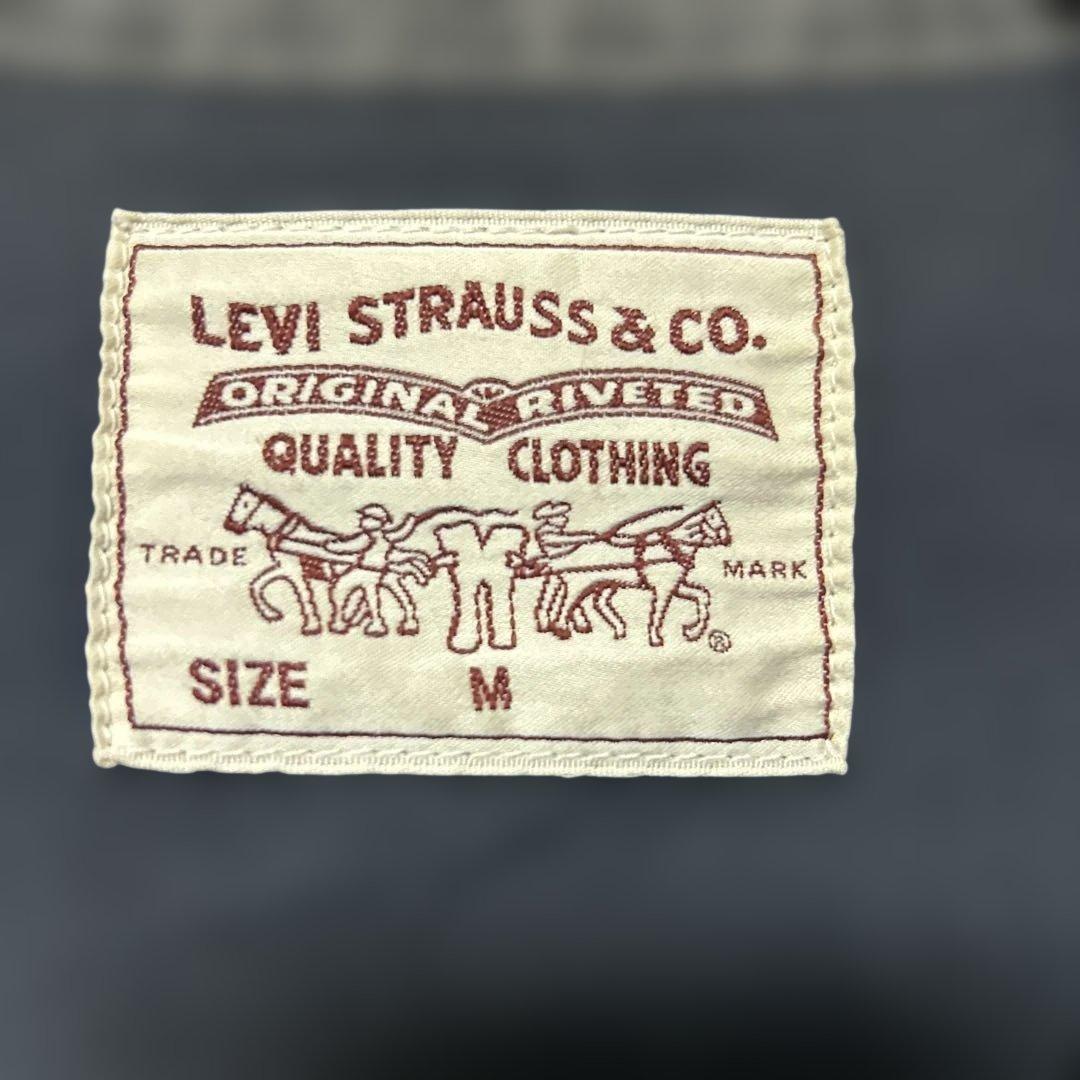 LEVI STRAUSS & CO.
ORIGINAL RIVETED
QUALITY CLOTHING
TRADE MARK
®
SIZE M